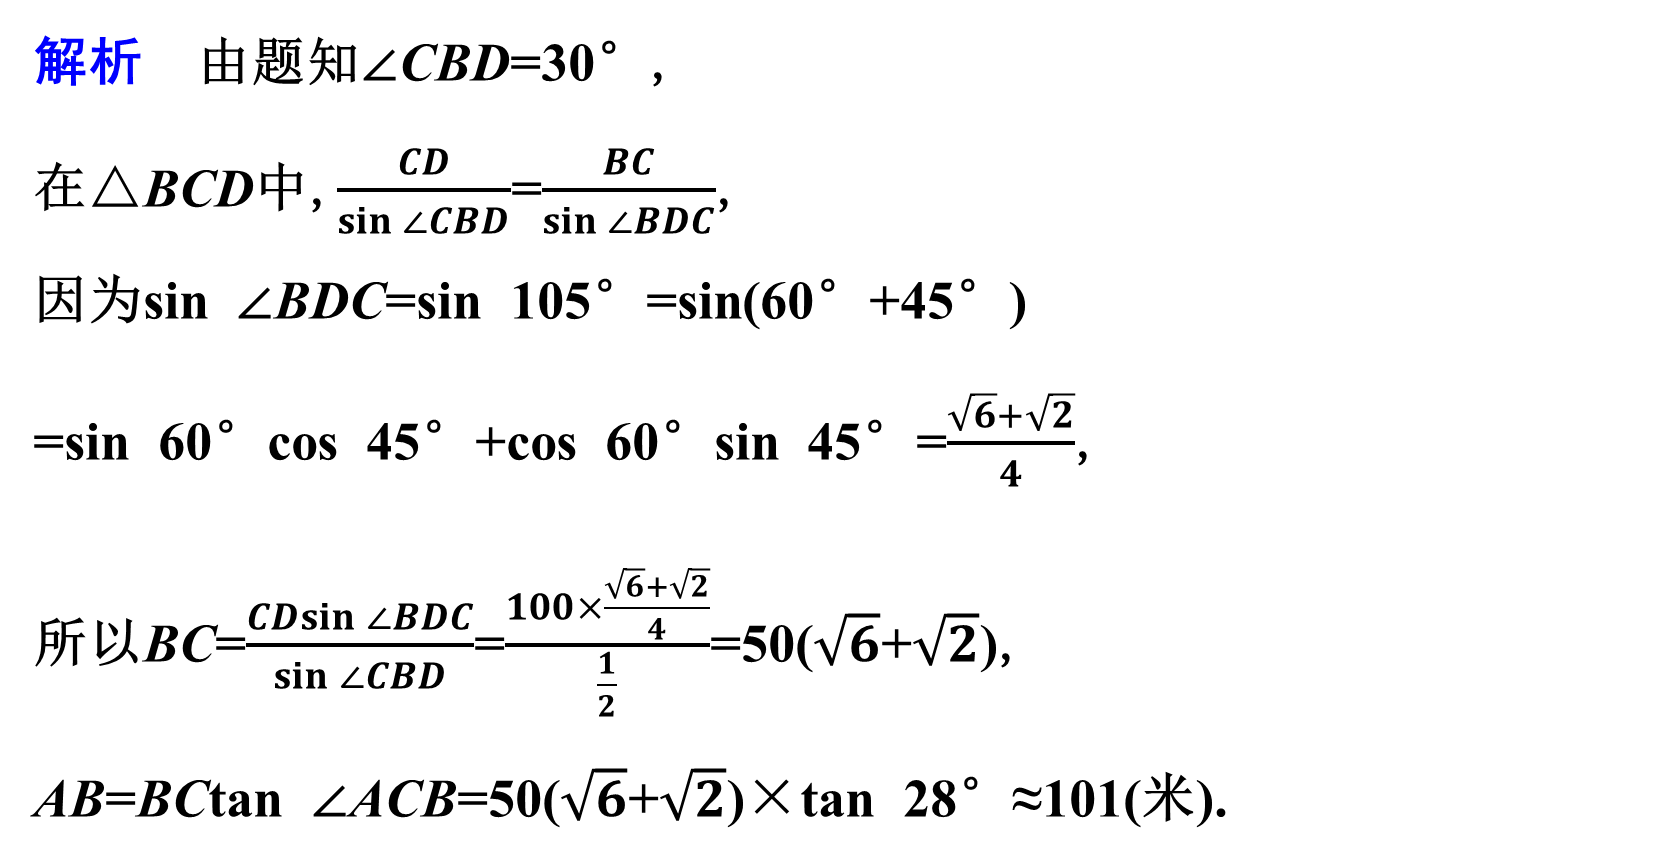 解析 由题知∠CBD=30°,
在△BCD中,CD/sin ∠CBD=BC/sin ∠BDC,
因为sin ∠BDC=sin 105°=sin(60°+45°)
=sin 60°cos 45°+cos 60°sin 45°=(√6+√2)/4,
所以BC=CDsin ∠BDC/sin ∠CBD=(100×(√6+√2)/4)/(1/2)=50(√6+√2),
AB=BCtan ∠ACB=50(√6+√2)×tan 28°≈101(米).